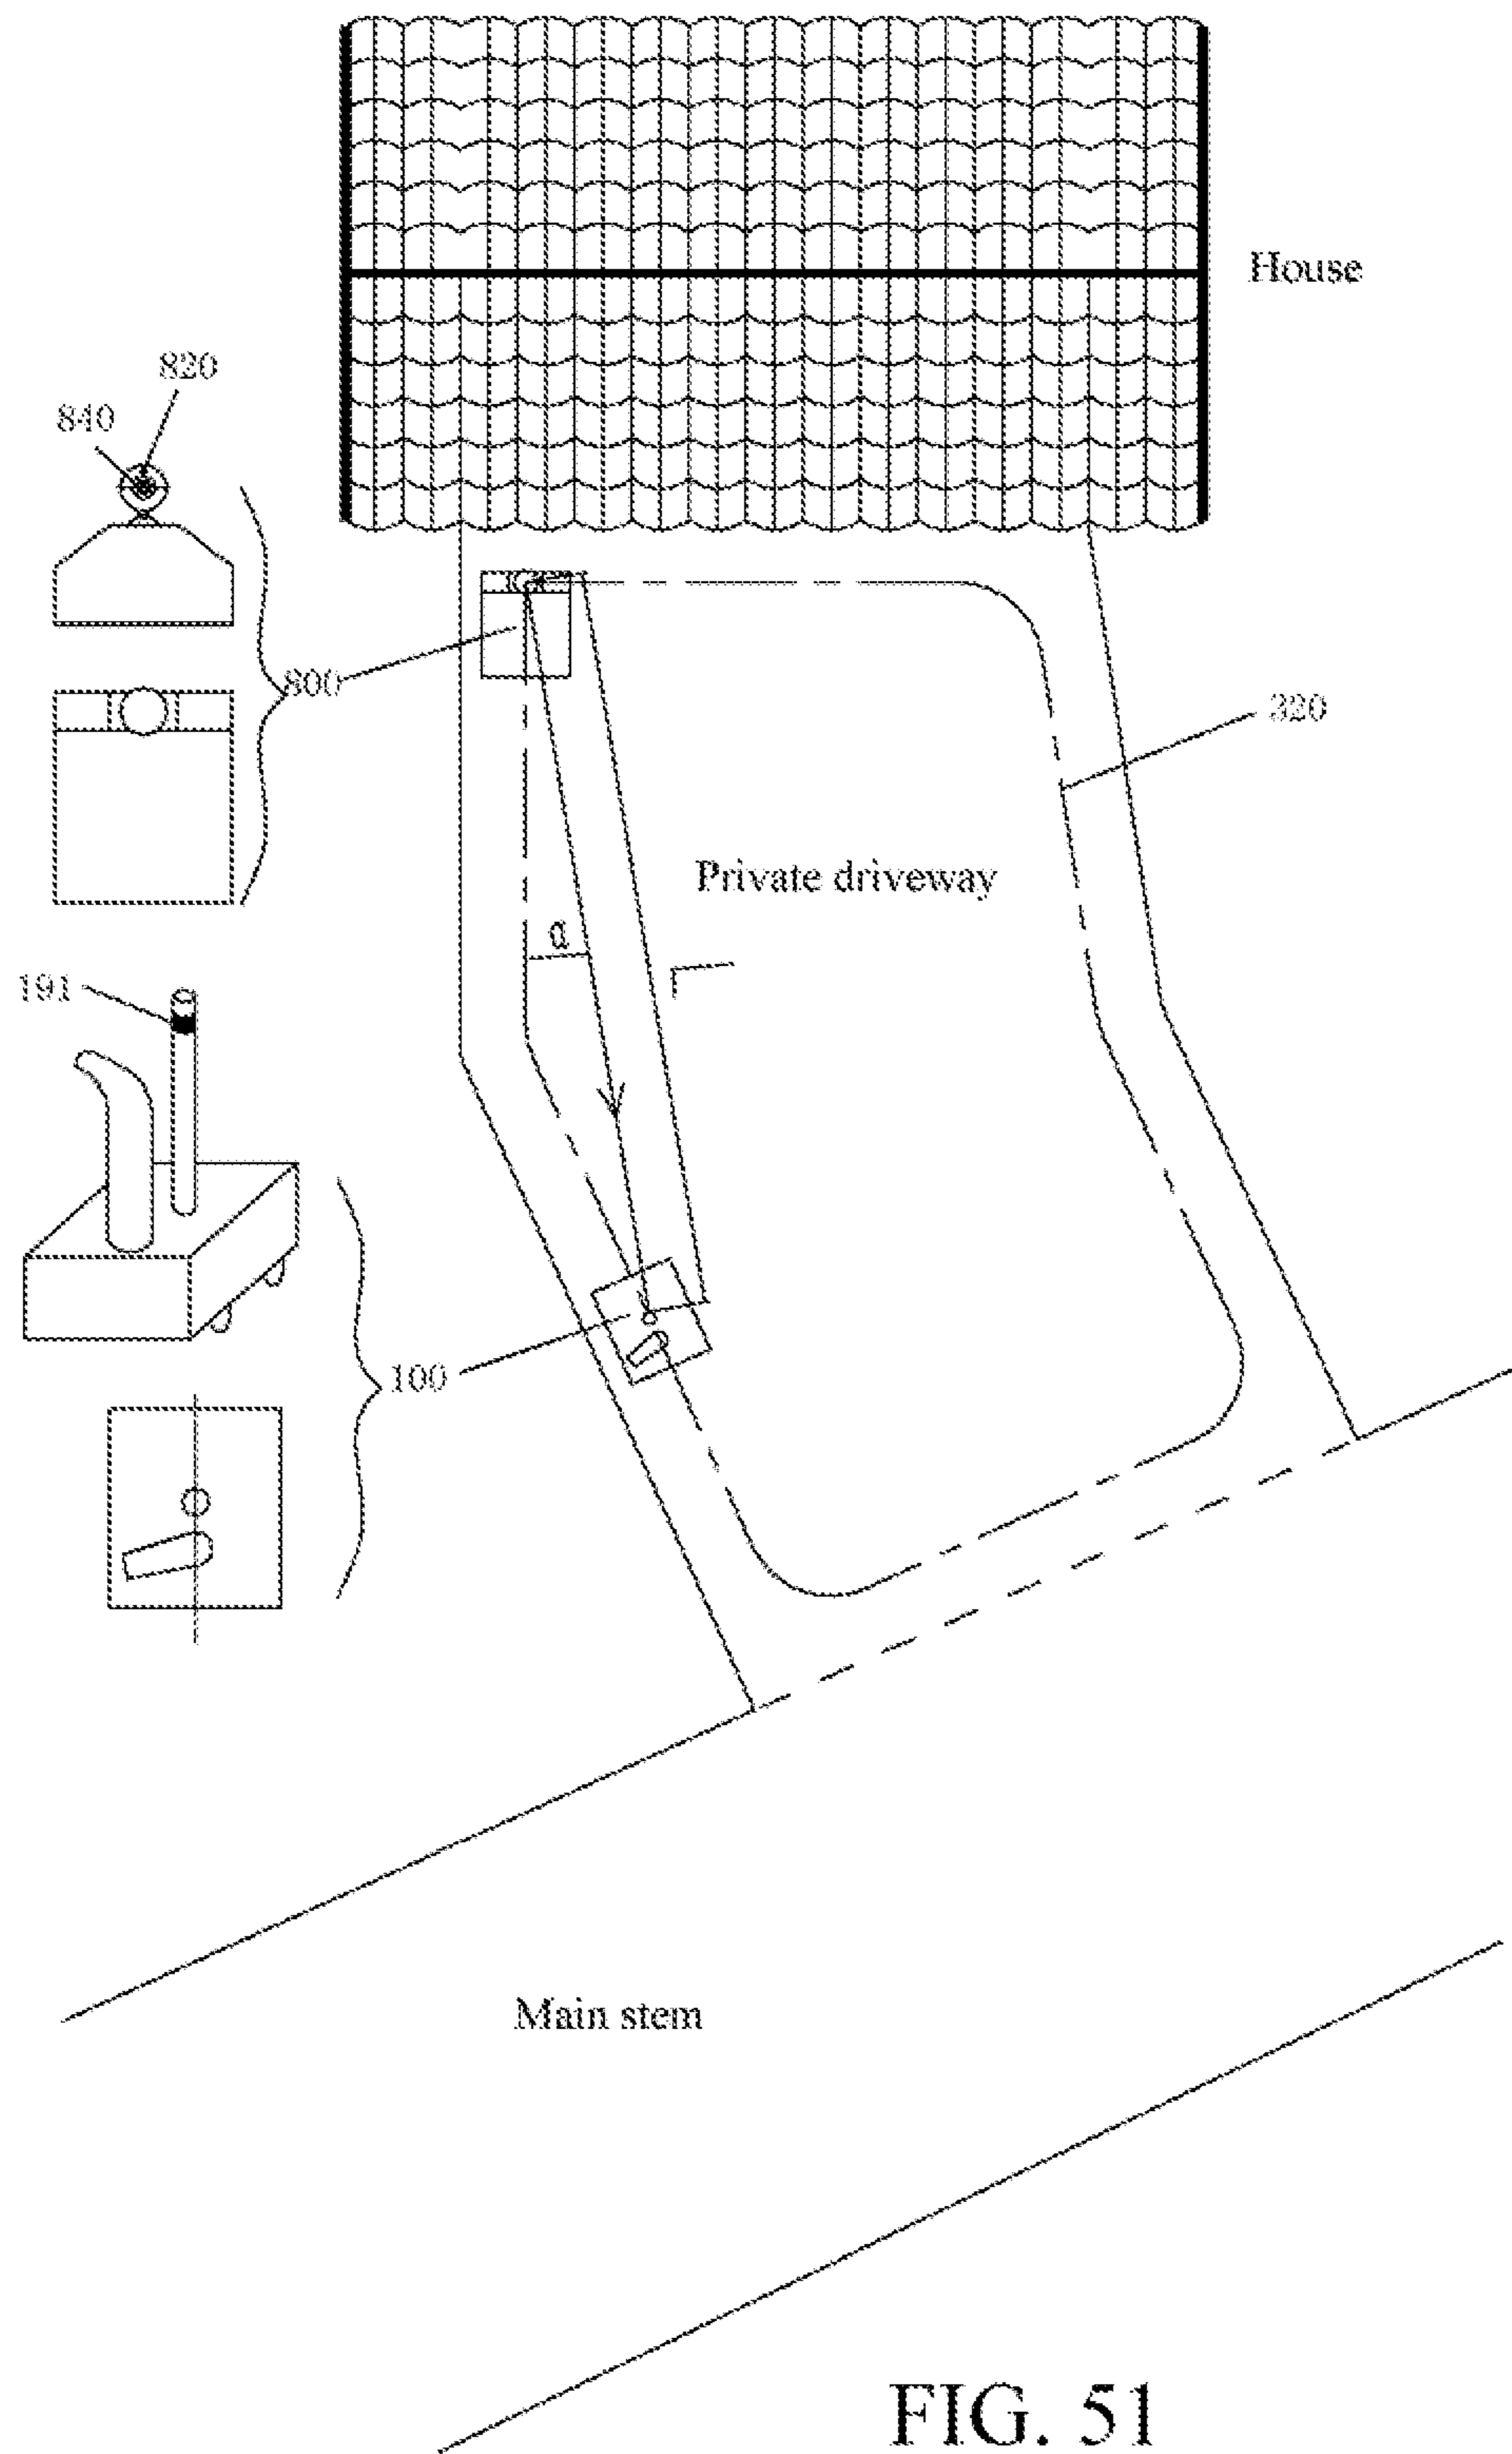 House
820
840
800
320
Private driveway
α
L
191
100
Main stem
FIG. 51